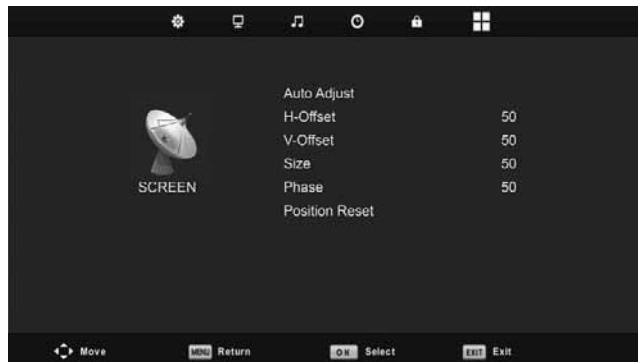 Auto Adjust
H-Offset 50
V-Offset 50
Size 50
Phase 50
Position Reset
SCREEN
Move MENU Return OK Select EXIT Exit